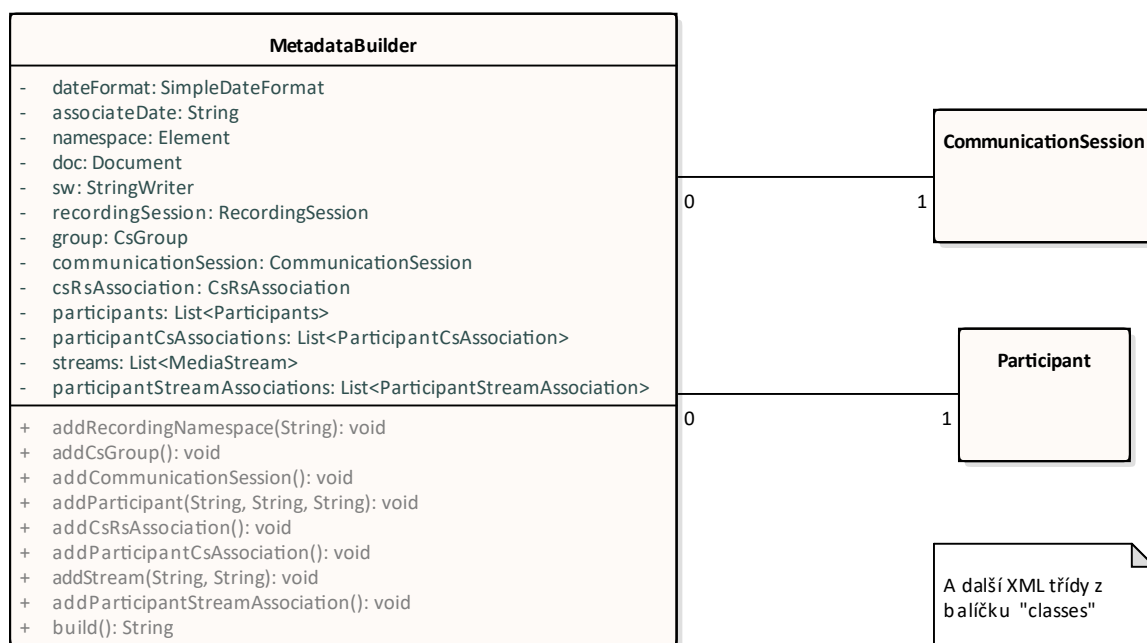 MetadataBuilder
- dateFormat: SimpleDateFormat
- associateDate: String
- namespace: Element
- doc: Document
- sw: StringWriter
- recordingSession: RecordingSession
- group: CsGroup
- communicationSession: CommunicationSession
- csRsAssociation: CsRsAssociation
- participants: List<Participants>
- participantCsAssociations: List<ParticipantCsAssociation>
- streams: List<MediaStream>
- participantStreamAssociations: List<ParticipantStreamAssociation>
+ addRecordingNamespace(String): void
+ addCsGroup(): void
+ addCommunicationSession(): void
+ addParticipant(String, String, String): void
+ addCsRsAssociation(): void
+ addParticipantCsAssociation(): void
+ addStream(String, String): void
+ addParticipantStreamAssociation(): void
+ build(): String
CommunicationSession
0 1
Participant
0 1
A další XML třídy z
balíčku "classes"